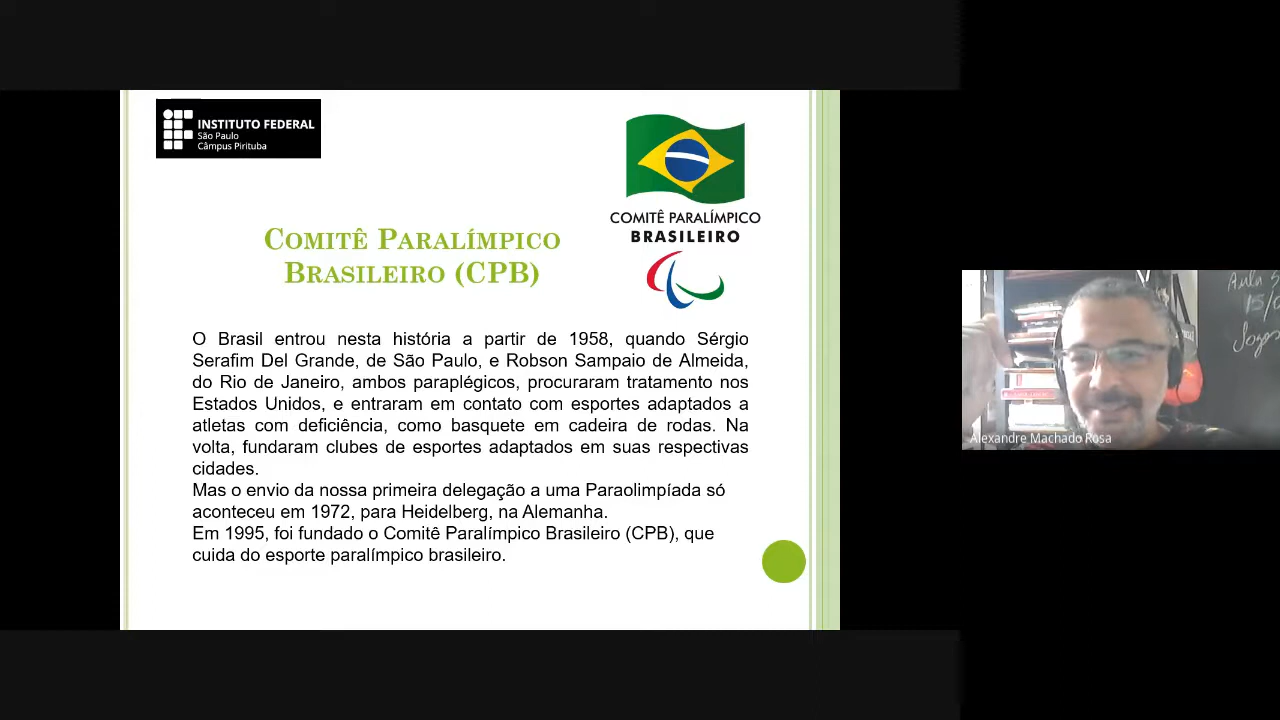 INSTITUTO FEDERAL
São Paulo
Câmpus Pirituba
COMITÊ PARALÍMPICO
BRASILEIRO
COMITÊ PARALÍMPICO
BRASILEIRO (CPB)
O Brasil entrou nesta história a partir de 1958, quando Sérgio
Serafim Del Grande, de São Paulo, e Robson Sampaio de Almeida,
do Rio de Janeiro, ambos paraplégicos, procuraram tratamento nos
Estados Unidos, e entraram em contato com esportes adaptados a
atletas com deficiência, como basquete em cadeira de rodas. Na
volta, fundaram clubes de esportes adaptados em suas respectivas
cidades.
Mas o envio da nossa primeira delegação a uma Paraolimpíada só
aconteceu em 1972, para Heidelberg, na Alemanha.
Em 1995, foi fundado o Comitê Paralímpico Brasileiro (CPB), que
cuida do esporte paralímpico brasileiro.
Aula
15/
Jogos
Alexandre Machado Rosa